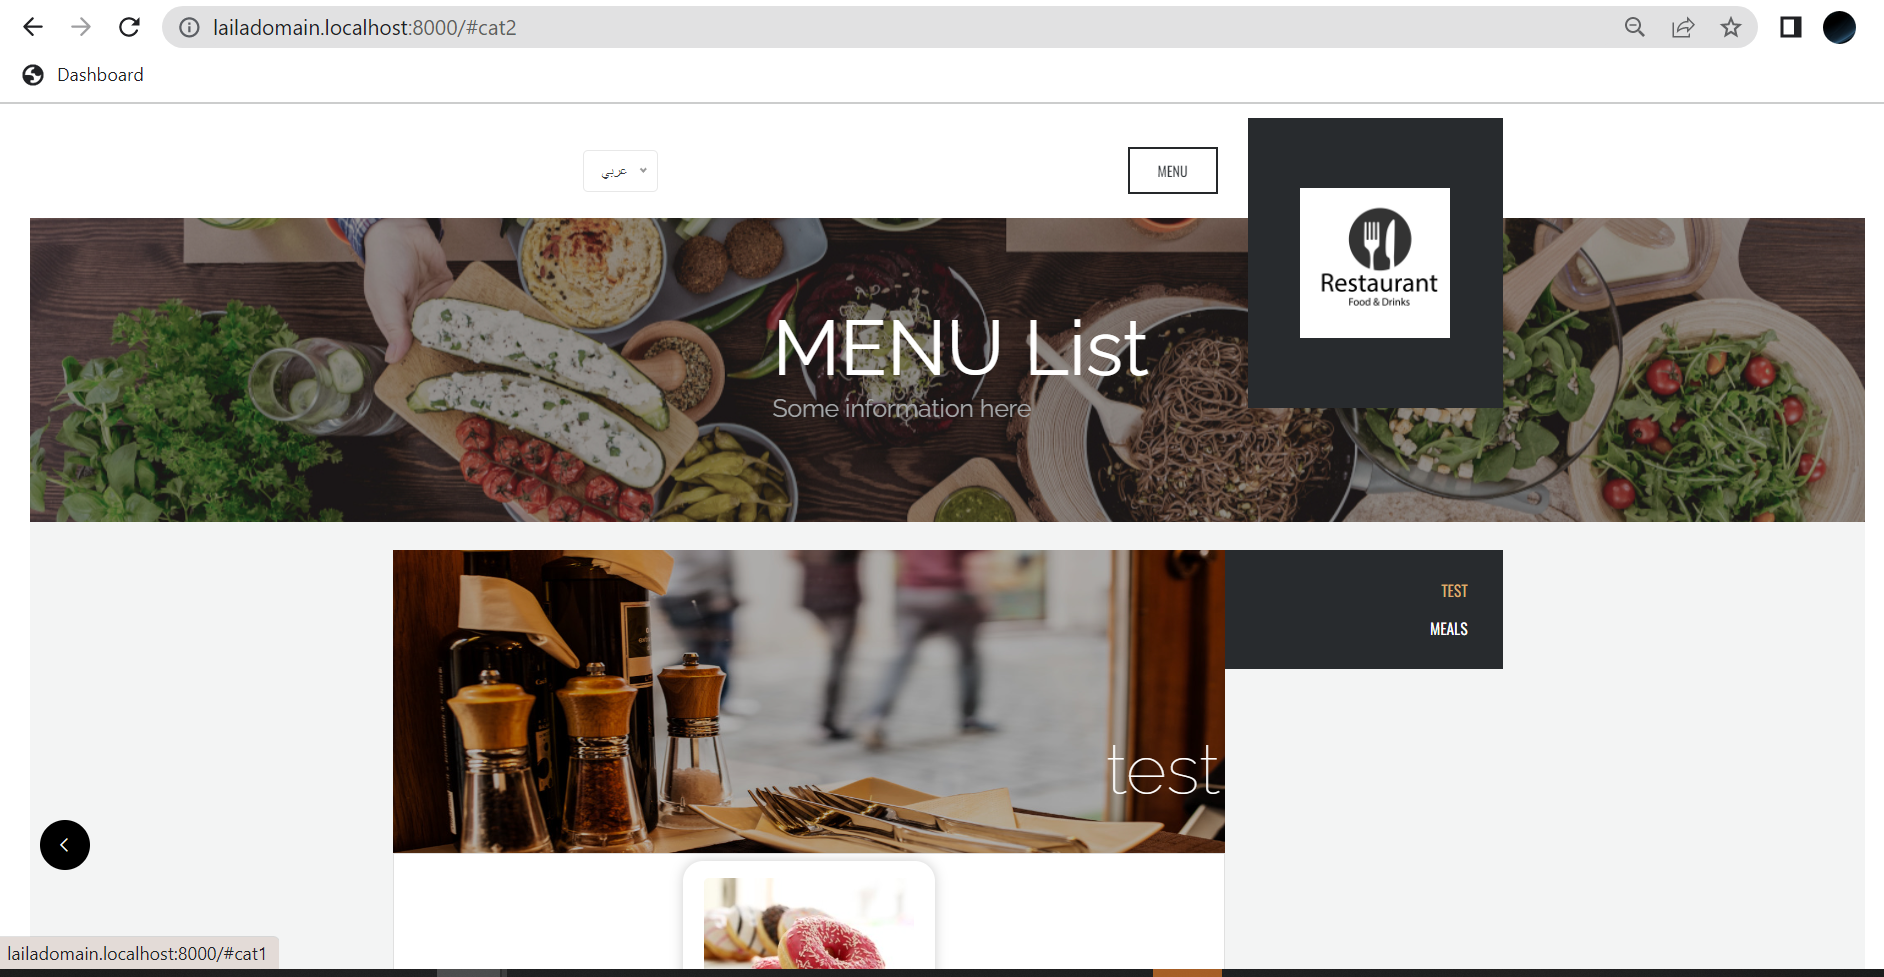 lailadomain.localhost:8000/#cat2
Dashboard
عربي
MENU
Restaurant
Food & Drinks
MENU List
Some information here
TEST
MEALS
test
lailadomain.localhost:8000/#cat1